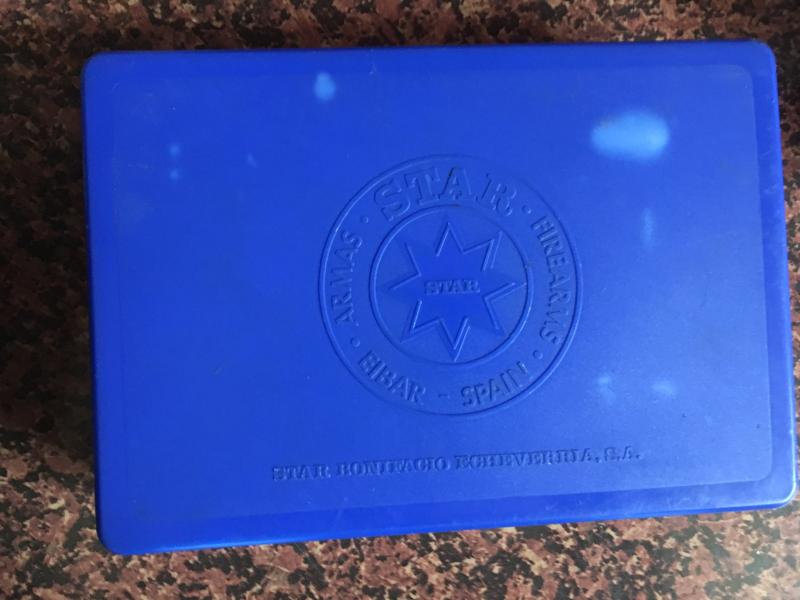 STAR
ARMAS · FIREARMS
STAR
EIBAR - SPAIN
STAR BONIFACIO ECHEVERRIA, S.A.